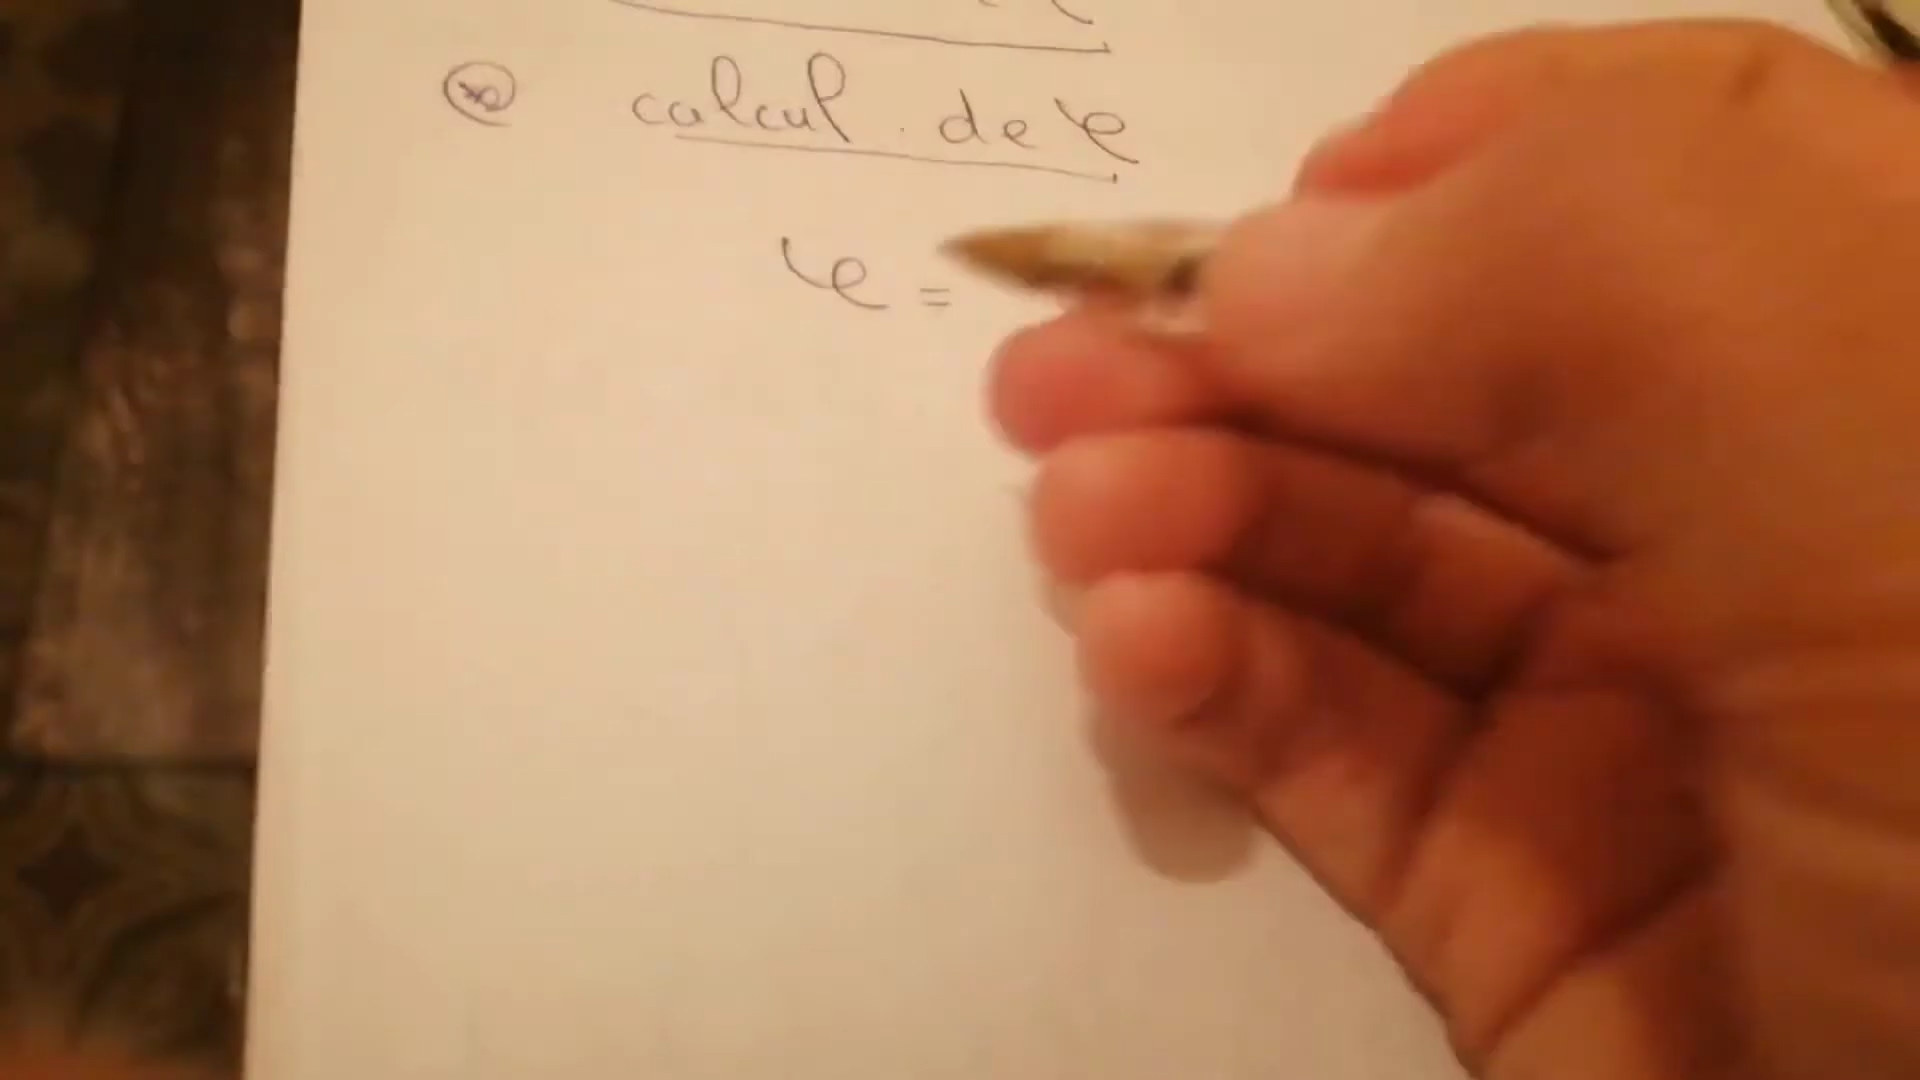 calcul de φ
φ =